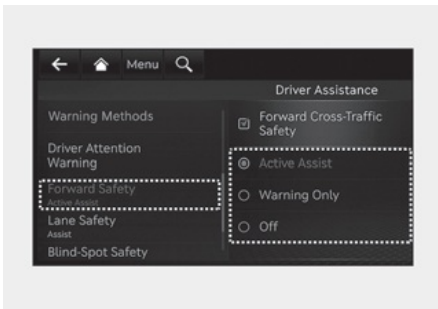 Menu
Driver Assistance
Warning Methods
Driver Attention
Warning
Forward Safety
Active Assist
Lane Safety
Assist
Blind-Spot Safety
Forward Cross-Traffic
Safety
Active Assist
Warning Only
Off